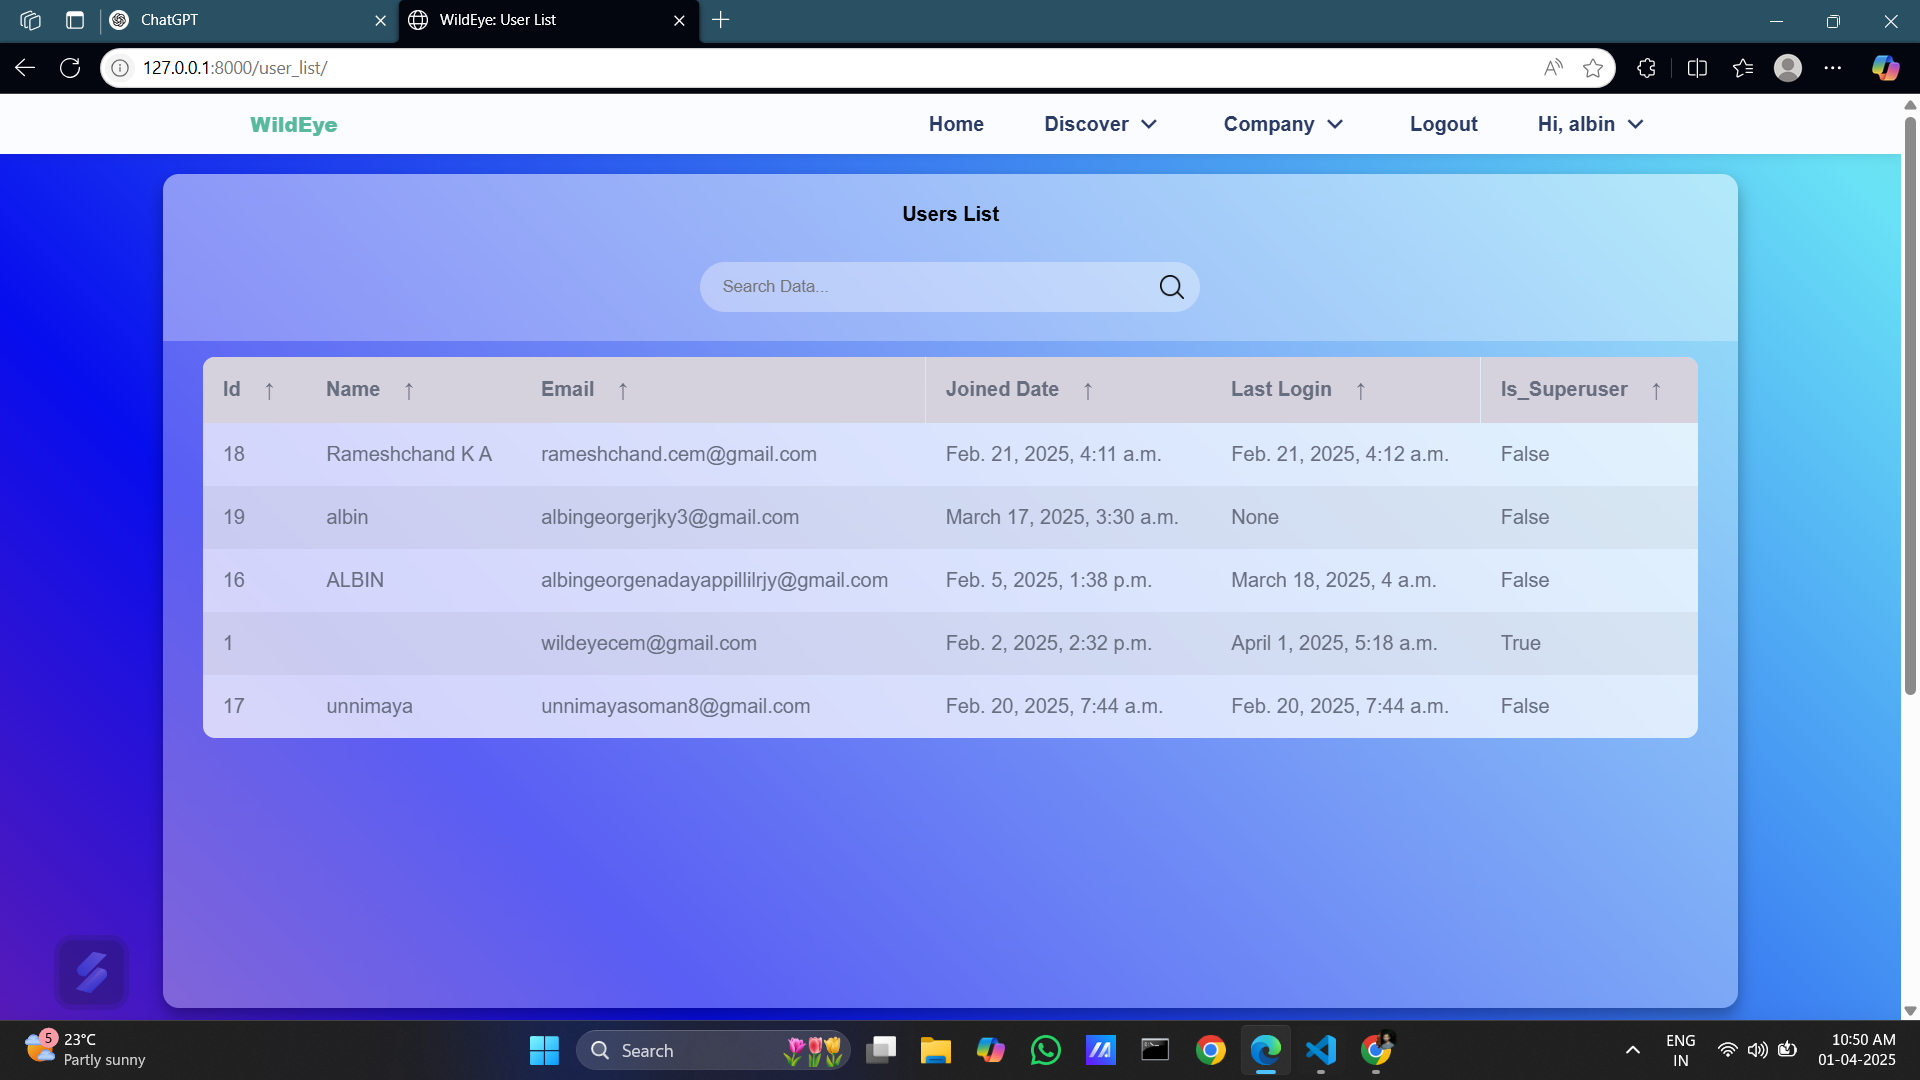 ChatGPT
WildEye: User List
127.0.0.1:8000/user_list/
WildEye
Home Discover Company Logout Hi, albin
Users List
Search Data...
Id ↑ Name ↑ Email ↑ Joined Date ↑ Last Login ↑ Is_Superuser ↑
18 Rameshchand K A rameshchand.cem@gmail.com Feb. 21, 2025, 4:11 a.m. Feb. 21, 2025, 4:12 a.m. False
19 albin albingeorgerjky3@gmail.com March 17, 2025, 3:30 a.m. None False
16 ALBIN albingeorgenadayappillilrjy@gmail.com Feb. 5, 2025, 1:38 p.m. March 18, 2025, 4 a.m. False
1 wildeyecem@gmail.com Feb. 2, 2025, 2:32 p.m. April 1, 2025, 5:18 a.m. True
17 unnimaya unnimayasoman8@gmail.com Feb. 20, 2025, 7:44 a.m. Feb. 20, 2025, 7:44 a.m. False
5
23°C
Partly sunny
Search
ENG
IN
10:50 AM
01-04-2025